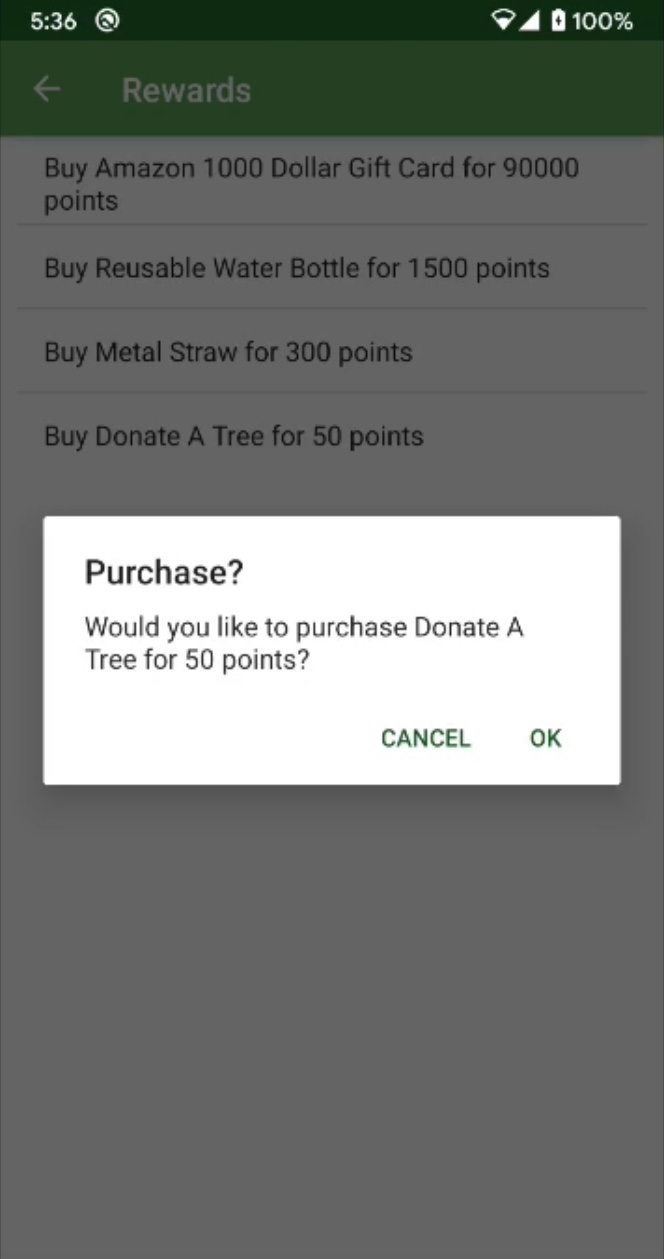 5:36 100%
Rewards
Buy Amazon 1000 Dollar Gift Card for 90000
points
Buy Reusable Water Bottle for 1500 points
Buy Metal Straw for 300 points
Buy Donate A Tree for 50 points
Purchase?
Would you like to purchase Donate A
Tree for 50 points?
CANCEL OK